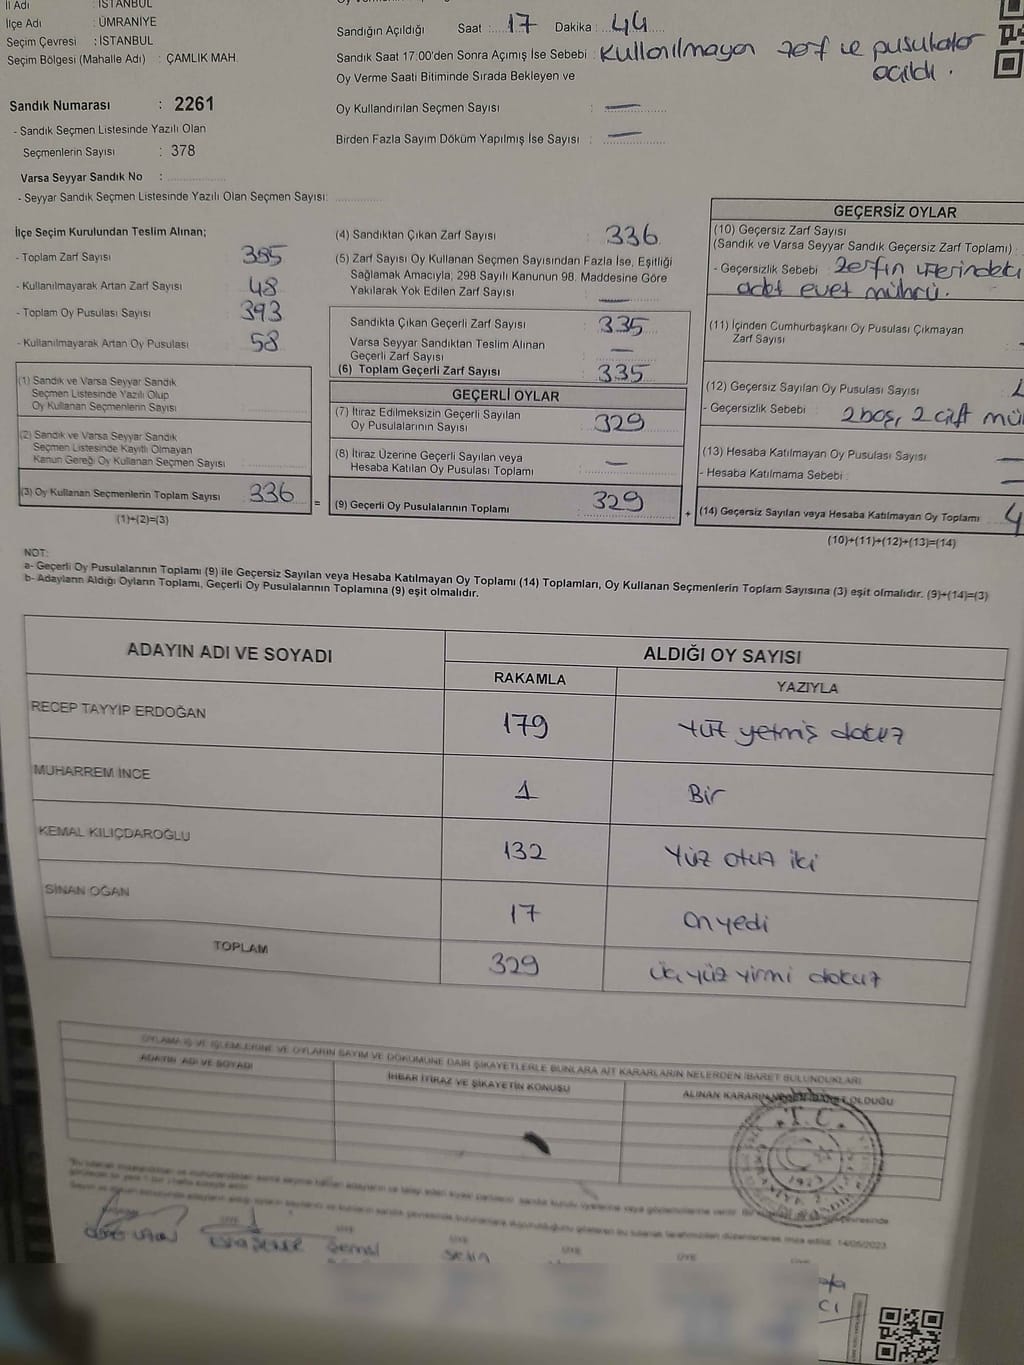 İl Adı : İSTANBUL
İlçe Adı : ÜMRANİYE
Seçim Çevresi : İSTANBUL
Seçim Bölgesi (Mahalle Adı) : ÇAMLIK MAH.
Sandık Numarası : 2261
- Sandık Seçmen Listesinde Yazılı Olan
Seçmenlerin Sayısı : 378
Varsa Seyyar Sandık No :
- Seyyar Sandık Seçmen Listesinde Yazılı Olan Seçmen Sayısı:
Sandığın Açıldığı Saat : 17 Dakika : 44
Sandık Saat 17:00'den Sonra Açımış İse Sebebi : Kullanılmayan zarf ve pusulalar
açıldı.
Oy Verme Saati Bitiminde Sırada Bekleyen ve
Oy Kullandırılan Seçmen Sayısı : —
Birden Fazla Sayım Döküm Yapılmış İse Sayısı : —
İlçe Seçim Kurulundan Teslim Alınan;
- Toplam Zarf Sayısı
- Kullanılmayarak Artan Zarf Sayısı 48
- Toplam Oy Pusulası Sayısı 393
- Kullanılmayarak Artan Oy Pusulası 58
(1) Sandık ve Varsa Seyyar Sandık
Seçmen Listesinde Yazılı Olup
Oy Kullanan Seçmenlerin Sayısı
(2) Sandık ve Varsa Seyyar Sandık
Seçmen Listesinde Kayıtlı Olmayan
Kanun Gereği Oy Kullanan Seçmen Sayısı
(3) Oy Kullanan Seçmenlerin Toplam Sayısı 336
(1)+(2)=(3)
(4) Sandıktan Çıkan Zarf Sayısı : 336
(5) Zarf Sayısı Oy Kullanan Seçmen Sayısından Fazla İse, Eşitliği
Sağlamak Amacıyla, 298 Sayılı Kanunun 98. Maddesine Göre
Yakılarak Yok Edilen Zarf Sayısı : —
Sandıkta Çıkan Geçerli Zarf Sayısı : 335
Varsa Seyyar Sandıktan Teslim Alınan
Geçerli Zarf Sayısı : —
(6) Toplam Geçerli Zarf Sayısı : 335
GEÇERLİ OYLAR
(7) İtiraz Edilmeksizin Geçerli Sayılan
Oy Pusulalarının Sayısı : 329
(8) İtiraz Üzerine Geçerli Sayılan veya
Hesaba Katılan Oy Pusulası Toplamı : —
= (9) Geçerli Oy Pusulalarının Toplamı : 329
GEÇERSİZ OYLAR
(10) Geçersiz Zarf Sayısı
(Sandık ve Varsa Seyyar Sandık Geçersiz Zarf Toplamı) :
- Geçersizlik Sebebi : Zarfın üzerindeki
adet evet mührü.
(11) İçinden Cumhurbaşkanı Oy Pusulası Çıkmayan
Zarf Sayısı
(12) Geçersiz Sayılan Oy Pusulası Sayısı :
- Geçersizlik Sebebi : 2 boş, 2 çift mü
(13) Hesaba Katılmayan Oy Pusulası Sayısı : —
- Hesaba Katılmama Sebebi : —
+ (14) Geçersiz Sayılan veya Hesaba Katılmayan Oy Toplamı 4
(10)+(11)+(12)+(13)=(14)
NOT:
a- Geçerli Oy Pusulalarının Toplamı (9) ile Geçersiz Sayılan veya Hesaba Katılmayan Oy Toplamı (14) Toplamları, Oy Kullanan Seçmenlerin Toplam Sayısına (3) eşit olmalıdır. (9)+(14)=(3)
b- Adayların Aldığı Oyların Toplamı, Geçerli Oy Pusulalarının Toplamına (9) eşit olmalıdır.
ADAYIN ADI VE SOYADI
ALDIĞI OY SAYISI
RAKAMLA YAZIYLA
RECEP TAYYİP ERDOĞAN 179 yüz yetmiş dokuz
MUHARREM İNCE 1 Bir
KEMAL KILIÇDAROĞLU 132 Yüz otuz iki
SİNAN OĞAN 17 onyedi
TOPLAM 329 üç yüz yirmi dokuz
OYLAMA İŞ VE İŞLEMLERİNE VE OYLARIN SAYIM VE DÖKÜMÜNE DAİR ŞİKAYETLERLE BUNLARA AİT KARARLARIN NELERDEN İBARET BULUNDUKLARI
ADAYIN ADI VE SOYADI
İHBAR İTİRAZ VE ŞİKAYETİN KONUSU
ALINAN KARARIN
OLDUĞU
T.C.
1923
14/05/2023
ÜYE
ÜYE
ÜYE
ÜYE
ÜYE
Şemal